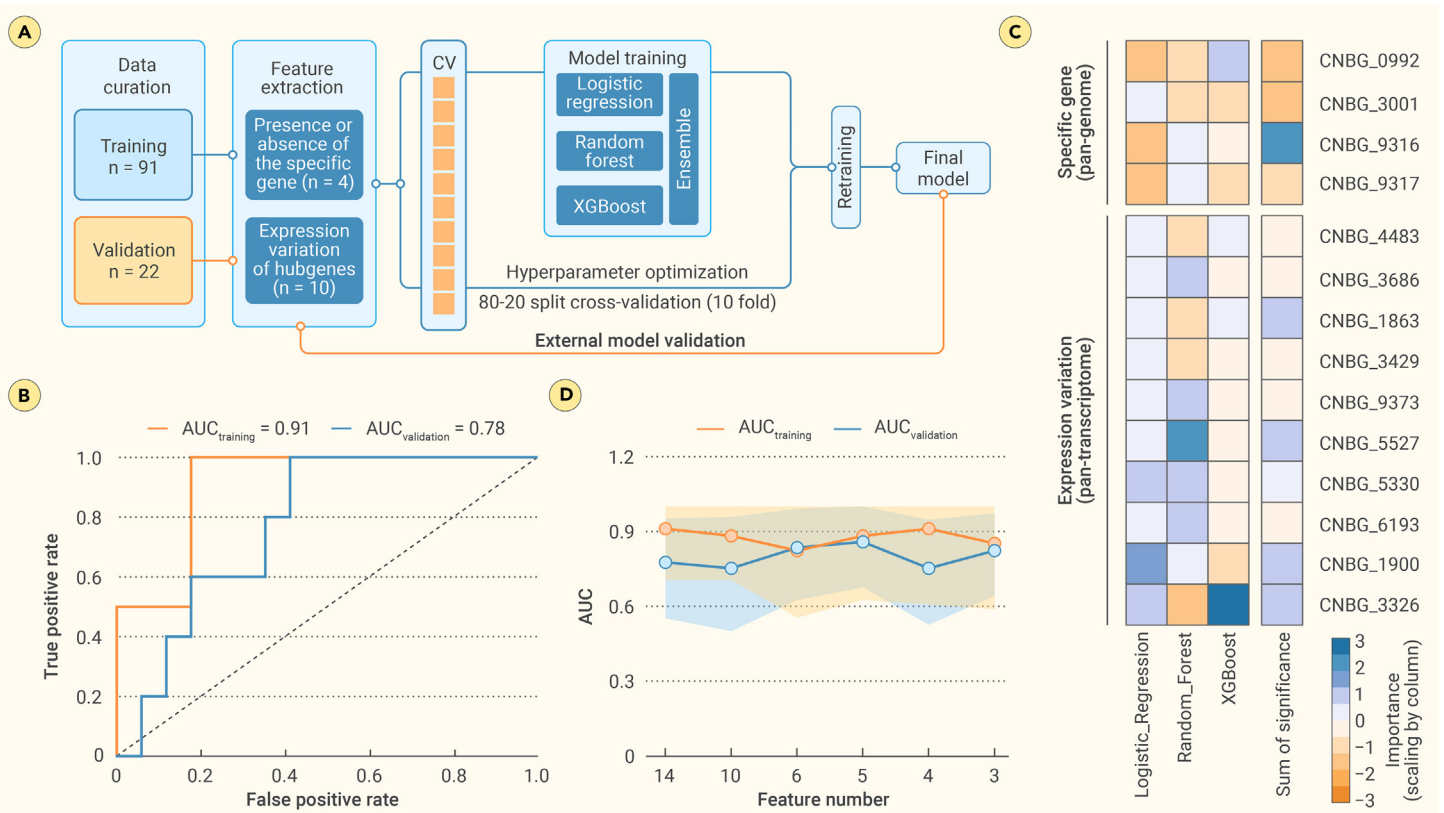 A
Data
curation
Training
n = 91
Validation
n = 22
Feature
extraction
Presence or
absence of
the specific
gene (n = 4)
Expression
variation
of hubgenes
(n = 10)
CV
Model training
Logistic
regression
Random
forest
XGBoost
Ensemble
Hyperparameter optimization
80-20 split cross-validation (10 fold)
External model validation
Retraining
Final
model
B
AUCtraining = 0.91
AUCvalidation = 0.78
True positive rate
1.0
0.8
0.6
0.4
0.2
0
0 0.2 0.4 0.6 0.8 1.0
False positive rate
D
AUCtraining
AUCvalidation
AUC
1.2
0.9
0.6
0.3
0
14 10 6 5 4 3
Feature number
C
Specific gene
(pan-genome)
CNBG_0992
CNBG_3001
CNBG_9316
CNBG_9317
Expression variation
(pan-transcriptome)
CNBG_4483
CNBG_3686
CNBG_1863
CNBG_3429
CNBG_9373
CNBG_5527
CNBG_5330
CNBG_6193
CNBG_1900
CNBG_3326
Logistic_Regression
Random_Forest
XGBoost
Sum of significance
3
2
1
0
−1
−2
−3
Importance
(scaling by column)